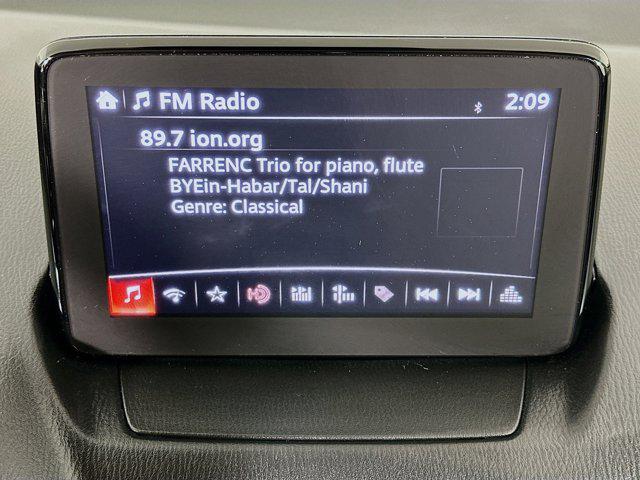 FM Radio
2:09
89.7 ion.org
FARRENC Trio for piano, flute
BYEin-Habar/Tal/Shani
Genre: Classical